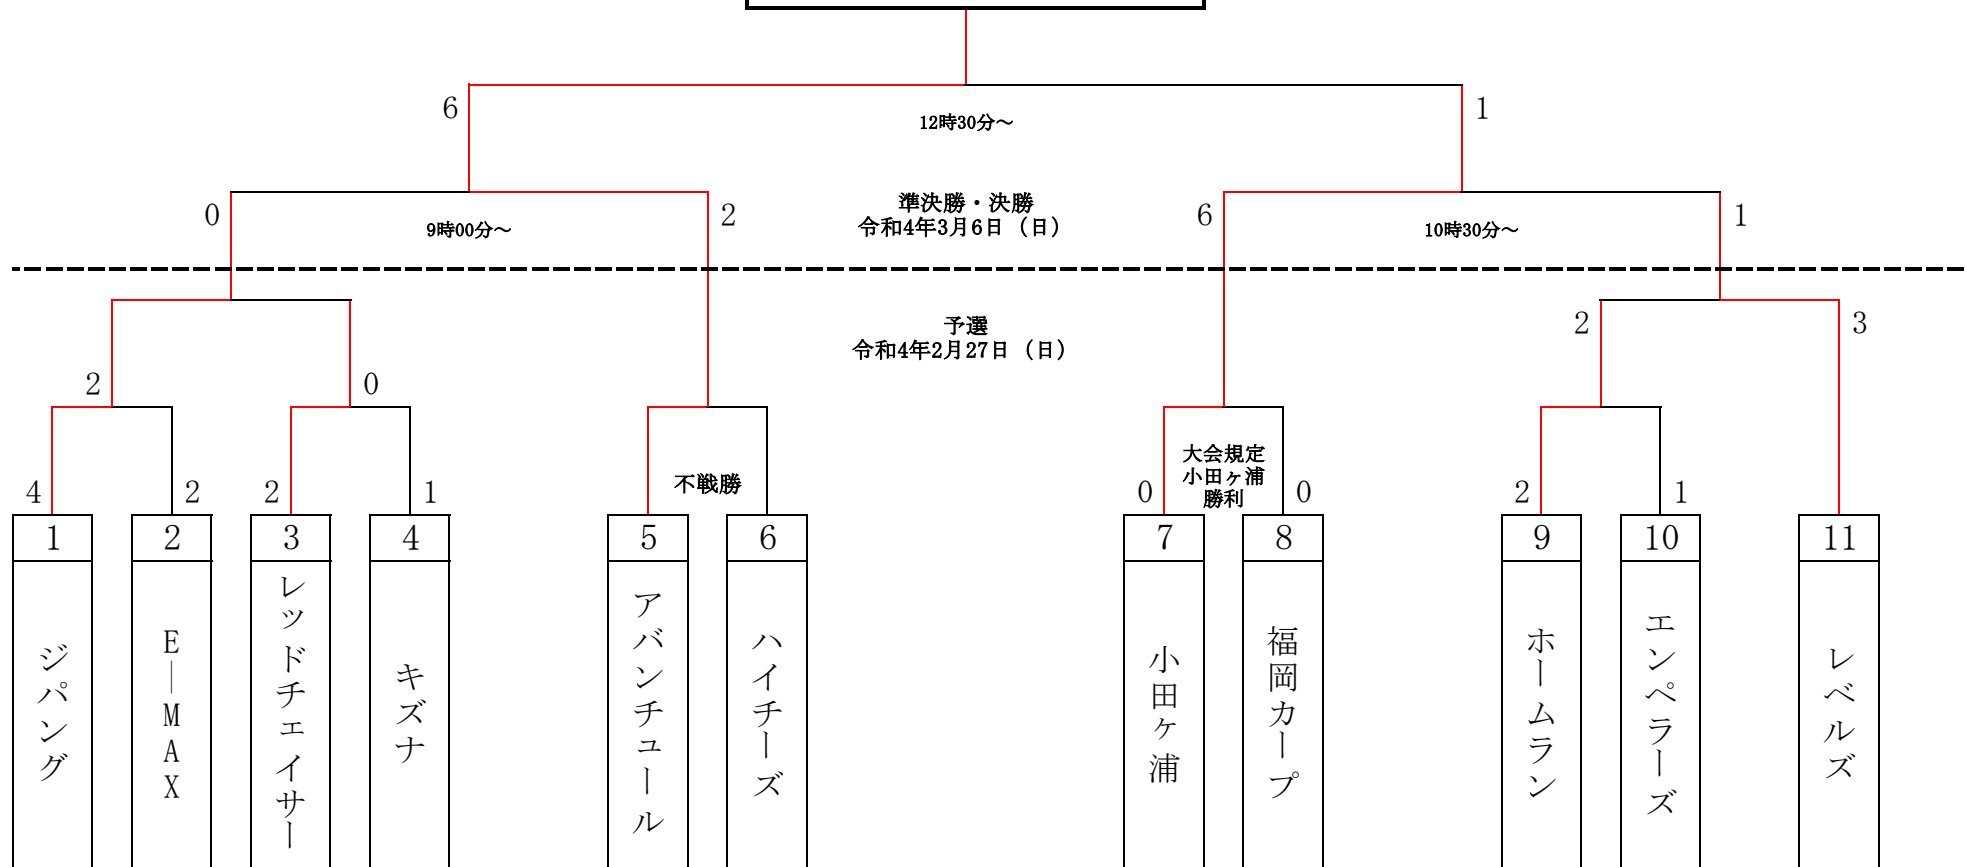 6
1
12時30分～
準決勝・決勝
令和4年3月6日（日）
0
2
6
1
9時00分～
10時30分～
予選
令和4年2月27日（日）
2
3
2
0
大会規定
小田ヶ浦
勝利
不戦勝
4
2
2
1
0
0
2
1
1
2
3
4
5
6
7
8
9
10
11
ジパング
E―MAX
レッドチェイサー
キズナ
アバンチュール
ハイチーズ
小田ヶ浦
福岡カープ
ホームラン
エンペラーズ
レベルズ